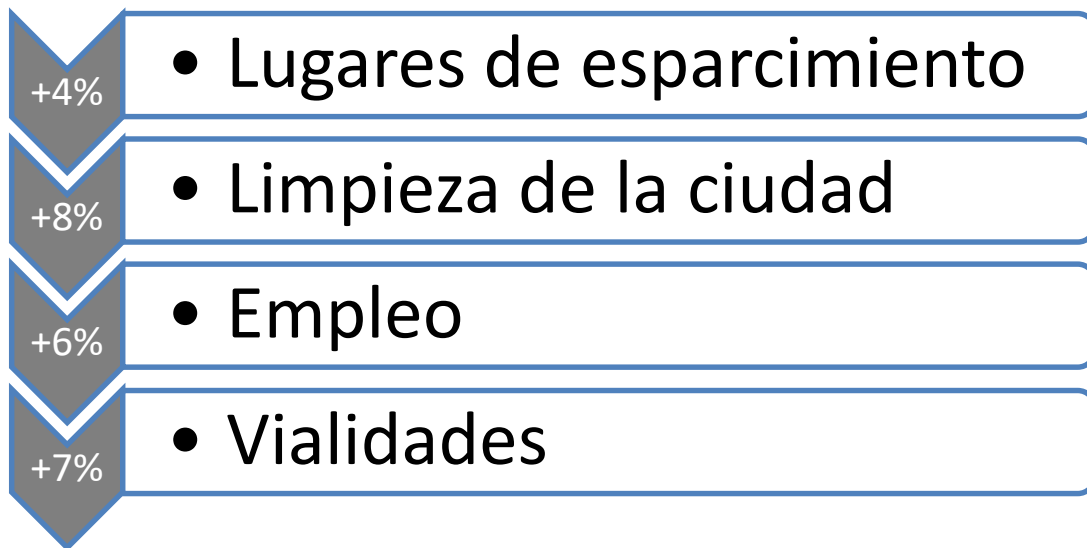 +4%
• Lugares de esparcimiento
+8%
• Limpieza de la ciudad
+6%
• Empleo
+7%
• Vialidades